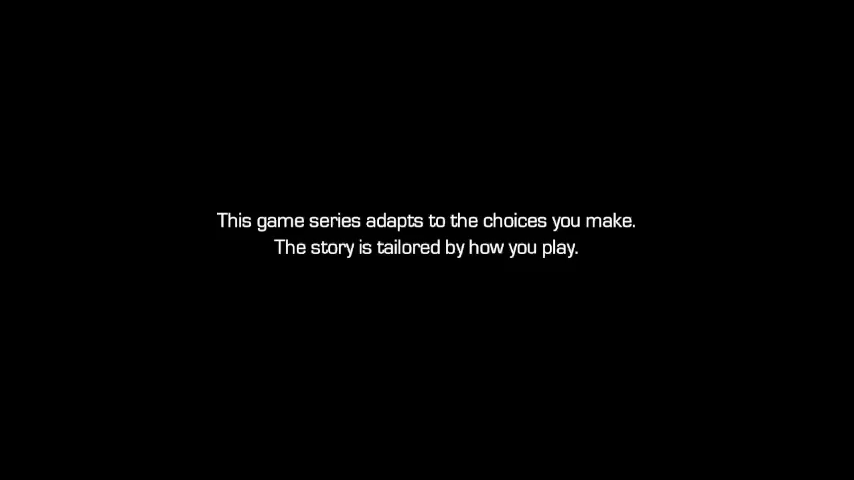 This game series adapts to the choices you make.
The story is tailored by how you play.